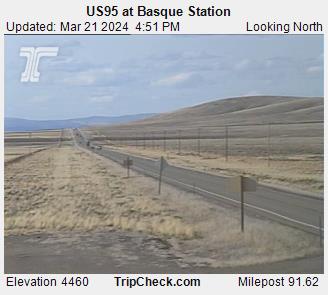 US95 at Basque Station
Updated: Mar 21 2024 4:51 PM Looking North
Elevation 4460 TripCheck.com Milepost 91.62